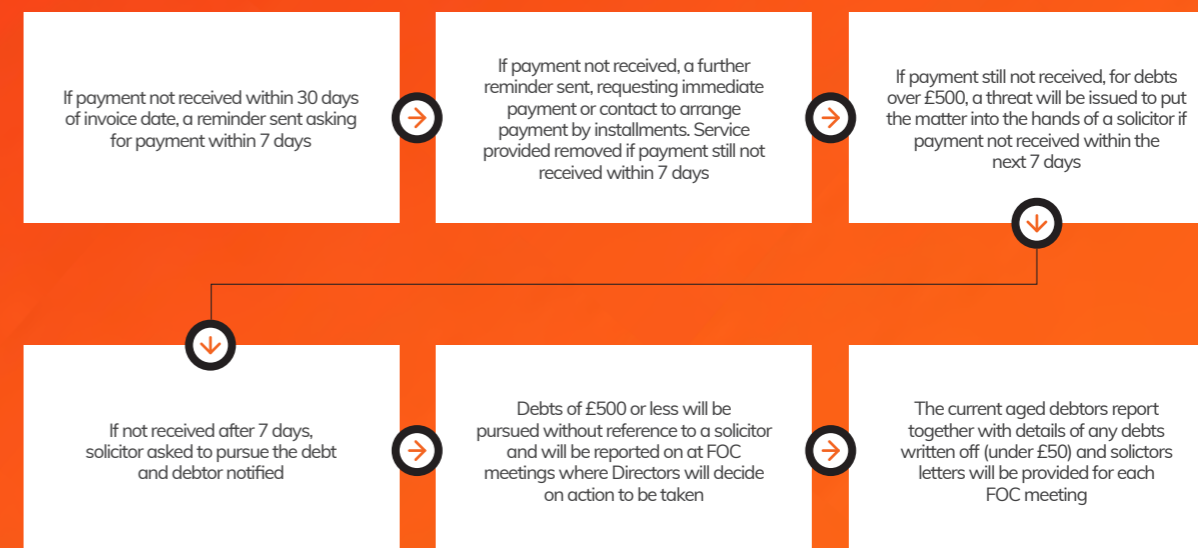 If payment not received within 30 days
of invoice date, a reminder sent asking
for payment within 7 days
If payment not received, a further
reminder sent, requesting immediate
payment or contact to arrange
payment by installments. Service
provided removed if payment still not
received within 7 days
If payment still not received, for debts
over £500, a threat will be issued to put
the matter into the hands of a solicitor if
payment not received within the
next 7 days
If not received after 7 days,
solicitor asked to pursue the debt
and debtor notified
Debts of £500 or less will be
pursued without reference to a solicitor
and will be reported on at FOC
meetings where Directors will decide
on action to be taken
The current aged debtors report
together with details of any debts
written off (under £50) and solictors
letters will be provided for each
FOC meeting